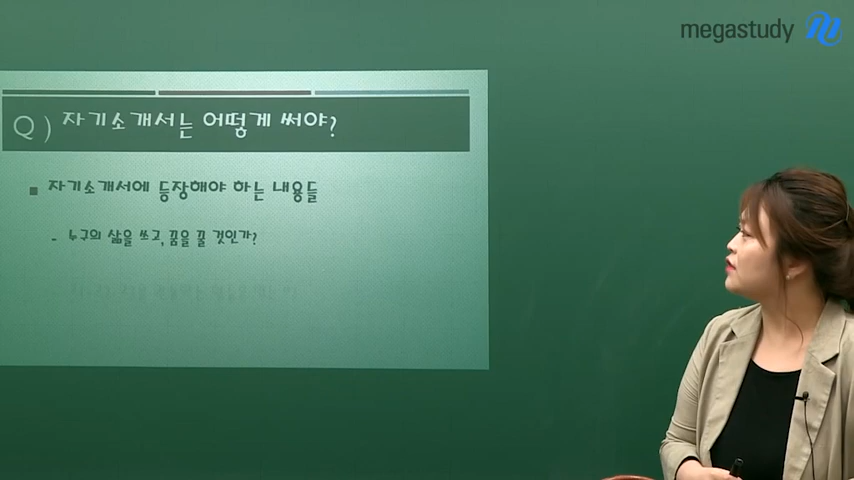 megastudy
Q) 자기소개서는 어떻게 써야?
■ 자기소개서에 등장해야 하는 내용들
- 누구의 삶을 쓰고, 꿈을 꿀 것인가?